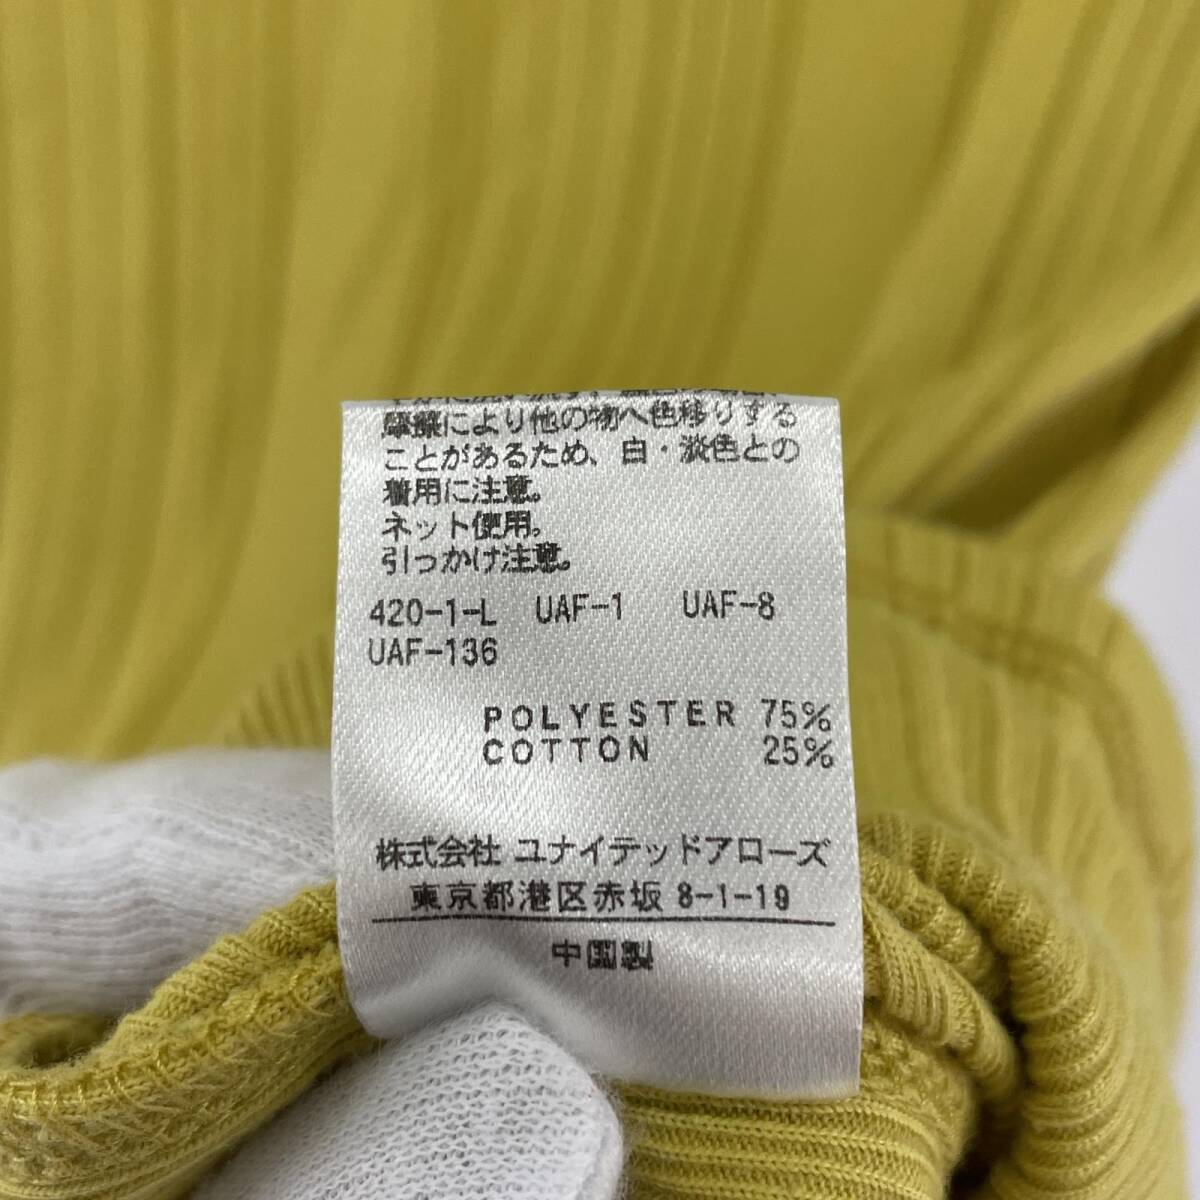 摩擦により他の物へ色移りする
ことがあるため、白・淡色との
着用に注意。
ネット使用。
引っかけ注意。
420-1-L UAF-1 UAF-8
UAF-136
POLYESTER 75%
COTTON 25%
株式会社 ユナイテッドアローズ
東京都港区赤坂 8-1-19
中国製